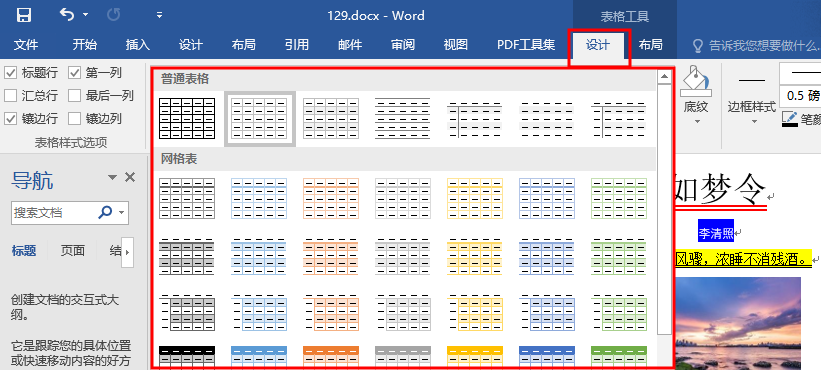 129.docx - Word
表格工具
文件 开始 插入 设计 布局 引用 邮件 审阅 视图 PDF工具集 设计 布局 告诉我您想要做什么.
标题行 第一列
汇总行 最后一列
镶边行 镶边列
表格样式选项
普通表格
网格表
底纹
边框样式
0.5 磅
笔颜
导航
搜索文档
标题 页面 结
创建文档的交互式大
纲。
它是跟踪您的具体位置
或快速移动内容的好方
如梦令
李清照
风骤，浓睡不消残酒。